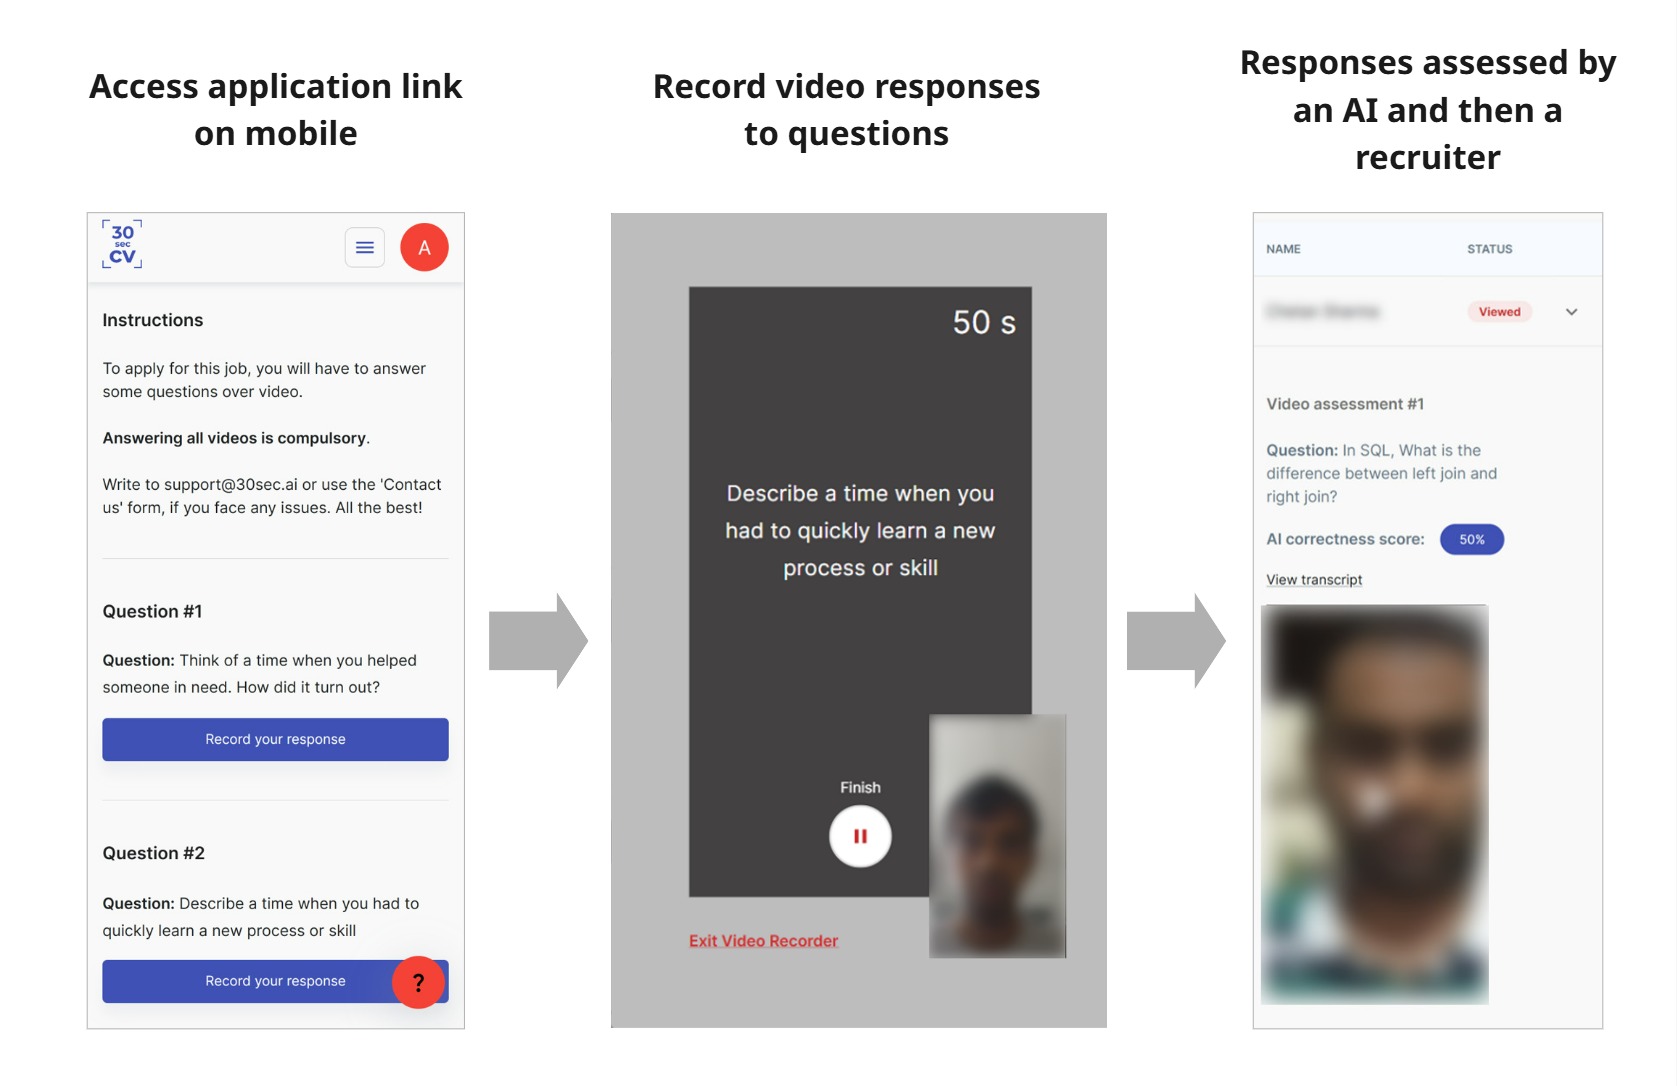 Access application link
on mobile
30
sec
CV
A
Instructions
To apply for this job, you will have to answer
some questions over video.
Answering all videos is compulsory.
Write to support@30sec.ai or use the 'Contact
us' form, if you face any issues. All the best!
Question #1
Question: Think of a time when you helped
someone in need. How did it turn out?
Record your response
Question #2
Question: Describe a time when you had to
quickly learn a new process or skill
Record your response
?
Record video responses
to questions
50 s
Describe a time when you
had to quickly learn a new
process or skill
Finish
Exit Video Recorder
Responses assessed by
an AI and then a
recruiter
NAME STATUS
Viewed
Video assessment #1
Question: In SQL, What is the
difference between left join and
right join?
AI correctness score: 50%
View transcript